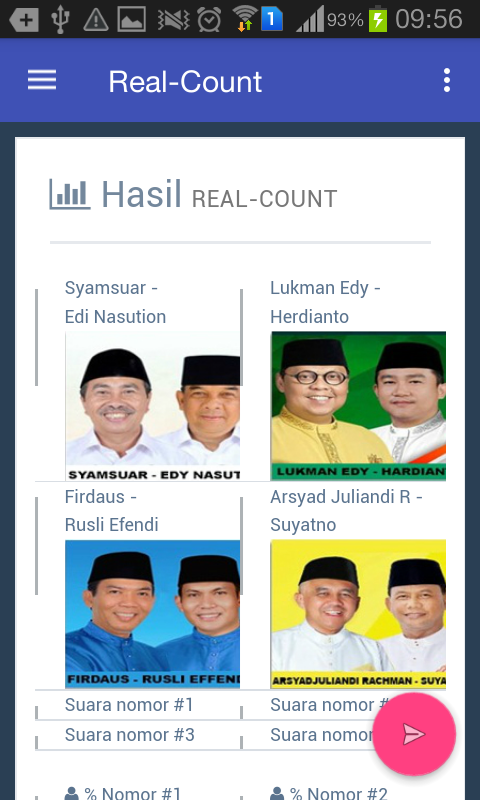 1 93% 09:56
Real-Count
Hasil REAL-COUNT
Syamsuar -
Edi Nasution
Lukman Edy -
Herdianto
SYAMSUAR - EDY NASUT
LUKMAN EDY - HARDIAN
Firdaus -
Rusli Efendi
Arsyad Juliandi R -
Suyatno
FIRDAUS - RUSLI EFFEN
ARSYADJULIANDI RACHMAN - SUYA
Suara nomor #1
Suara nomor #
Suara nomor #3
Suara nomor
% Nomor #1
% Nomor #2